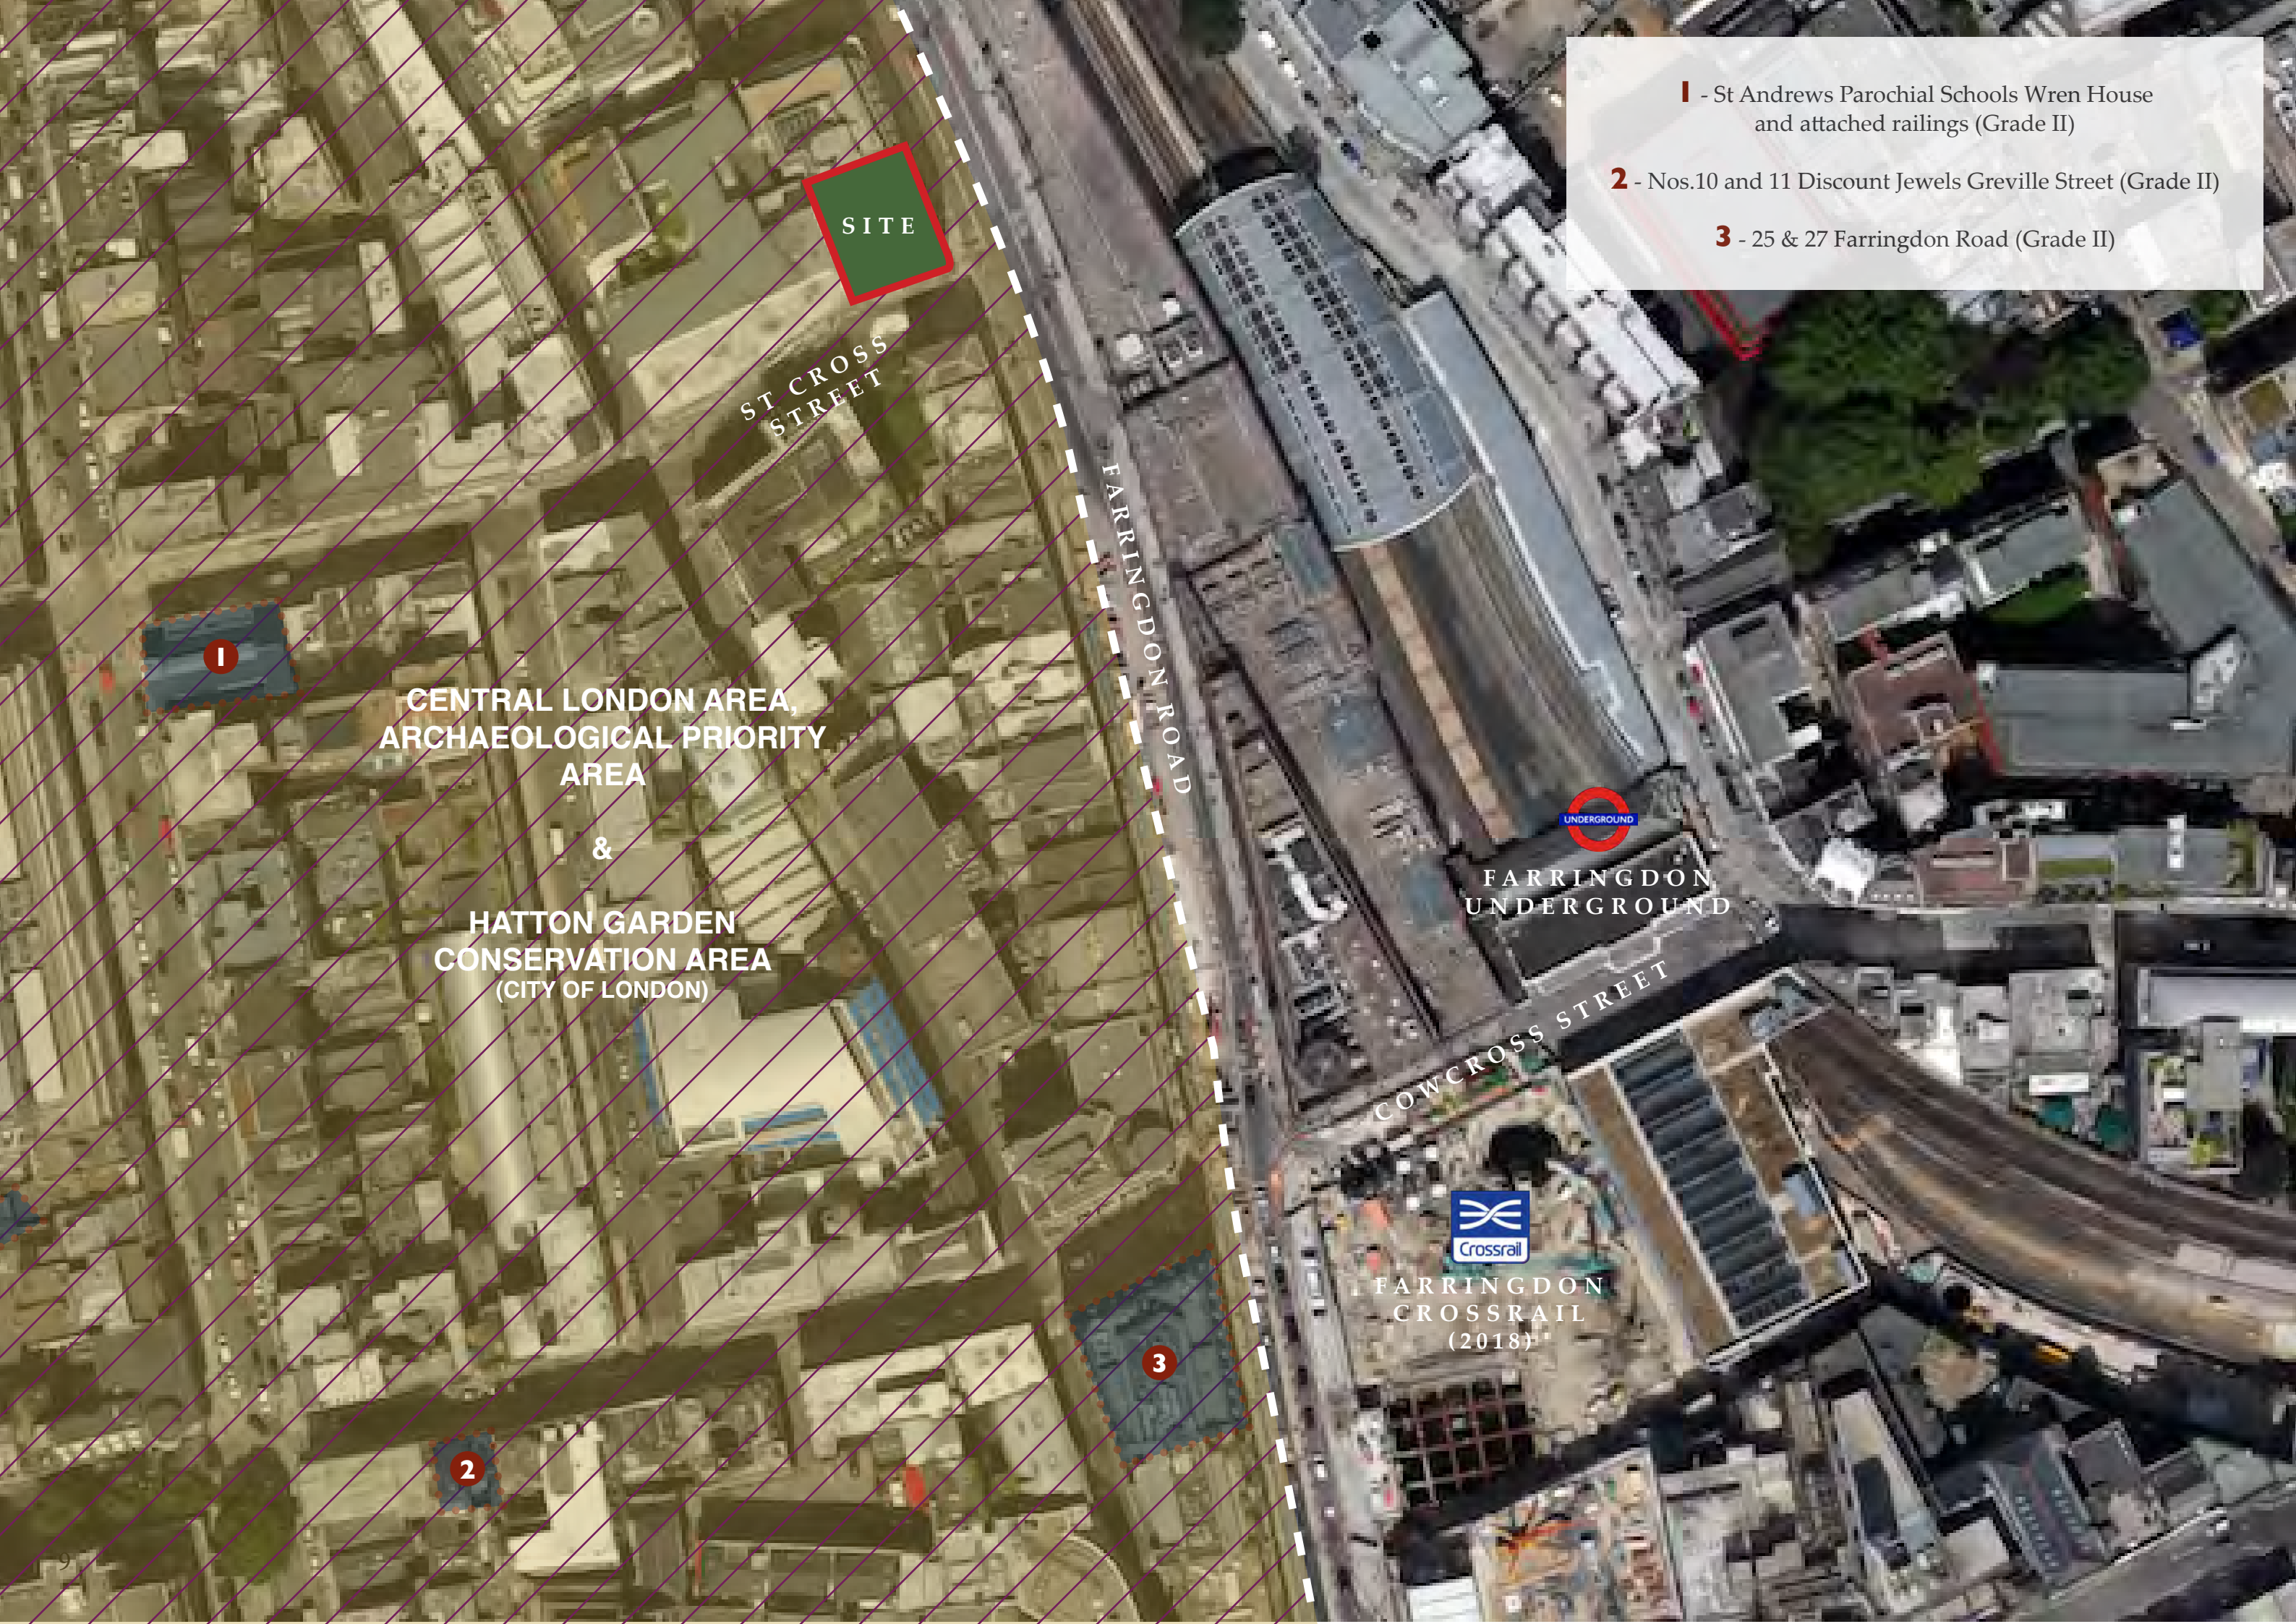 1 - St Andrews Parochial Schools Wren House
and attached railings (Grade II)
2 - Nos.10 and 11 Discount Jewels Greville Street (Grade II)
3 - 25 & 27 Farringdon Road (Grade II)
SITE
ST CROSS
STREET
FARRINGDON ROAD
1
CENTRAL LONDON AREA,
ARCHAEOLOGICAL PRIORITY
AREA
&
HATTON GARDEN
CONSERVATION AREA
(CITY OF LONDON)
UNDERGROUND
FARRINGDON
UNDERGROUND
COWCROSS STREET
Crossrail
FARRINGDON
CROSSRAIL
(2018)
3
2
9